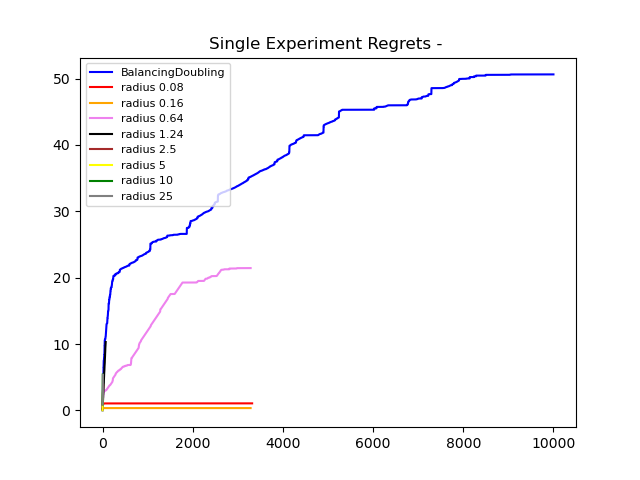 Single Experiment Regrets -
BalancingDoubling
radius 0.08
radius 0.16
radius 0.64
radius 1.24
radius 2.5
radius 5
radius 10
radius 25
50
40
30
20
10
0
0 2000 4000 6000 8000 10000